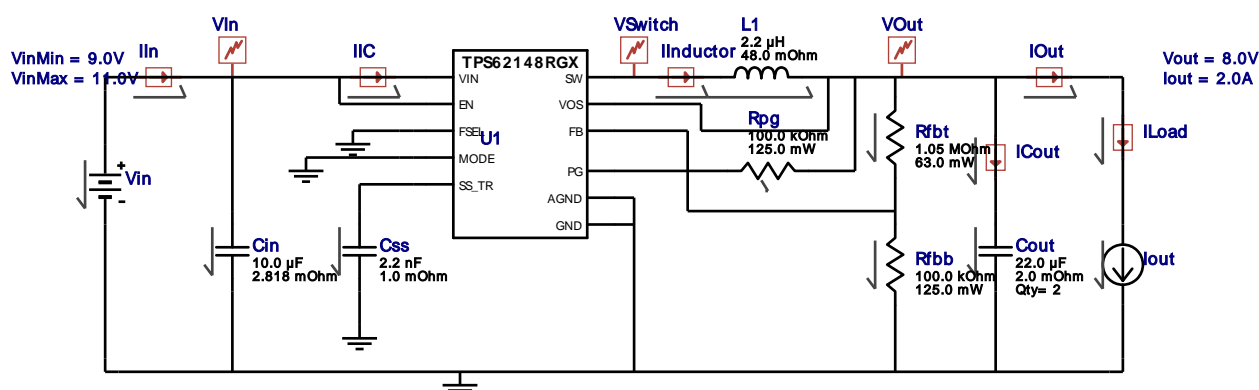 VinMin = 9.0V
VinMax = 11.0V
IIn
VIn
IIC
TPS62148RGX
VIN
EN
FSEL
MODE
SS_TR
U1
SW
VOS
FB
PG
AGND
GND
VSwitch
IInductor
L1
2.2 µH
48.0 mOhm
Rpg
100.0 kOhm
125.0 mW
VOut
Rfbt
1.05 MOhm
63.0 mW
ICout
IOut
ILoad
Vout = 8.0V
Iout = 2.0A
+
Vin
-
Cin
10.0 µF
2.818 mOhm
Css
2.2 nF
1.0 mOhm
Rfbb
100.0 kOhm
125.0 mW
Cout
22.0 µF
2.0 mOhm
Qty= 2
Iout